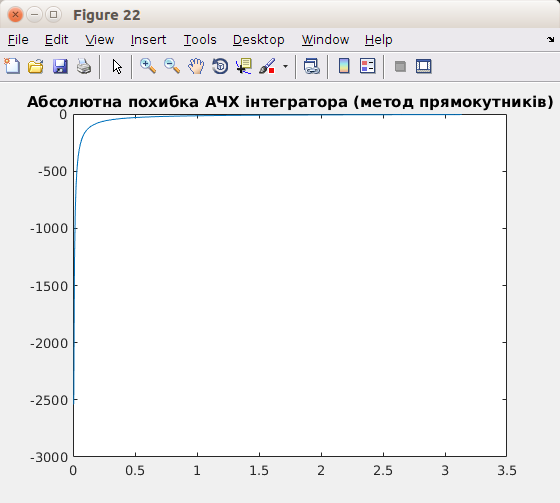 Figure 22
File Edit View Insert Tools Desktop Window Help
Абсолютна похибка АЧХ інтегратора (метод прямокутників)
0
-500
-1000
-1500
-2000
-2500
-3000
0 0.5 1 1.5 2 2.5 3 3.5